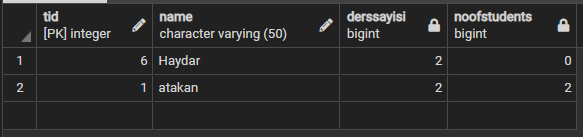 tid name derssayisi noofstudents
[PK] integer character varying (50) bigint bigint
1 6 Haydar 2 0
2 1 atakan 2 2